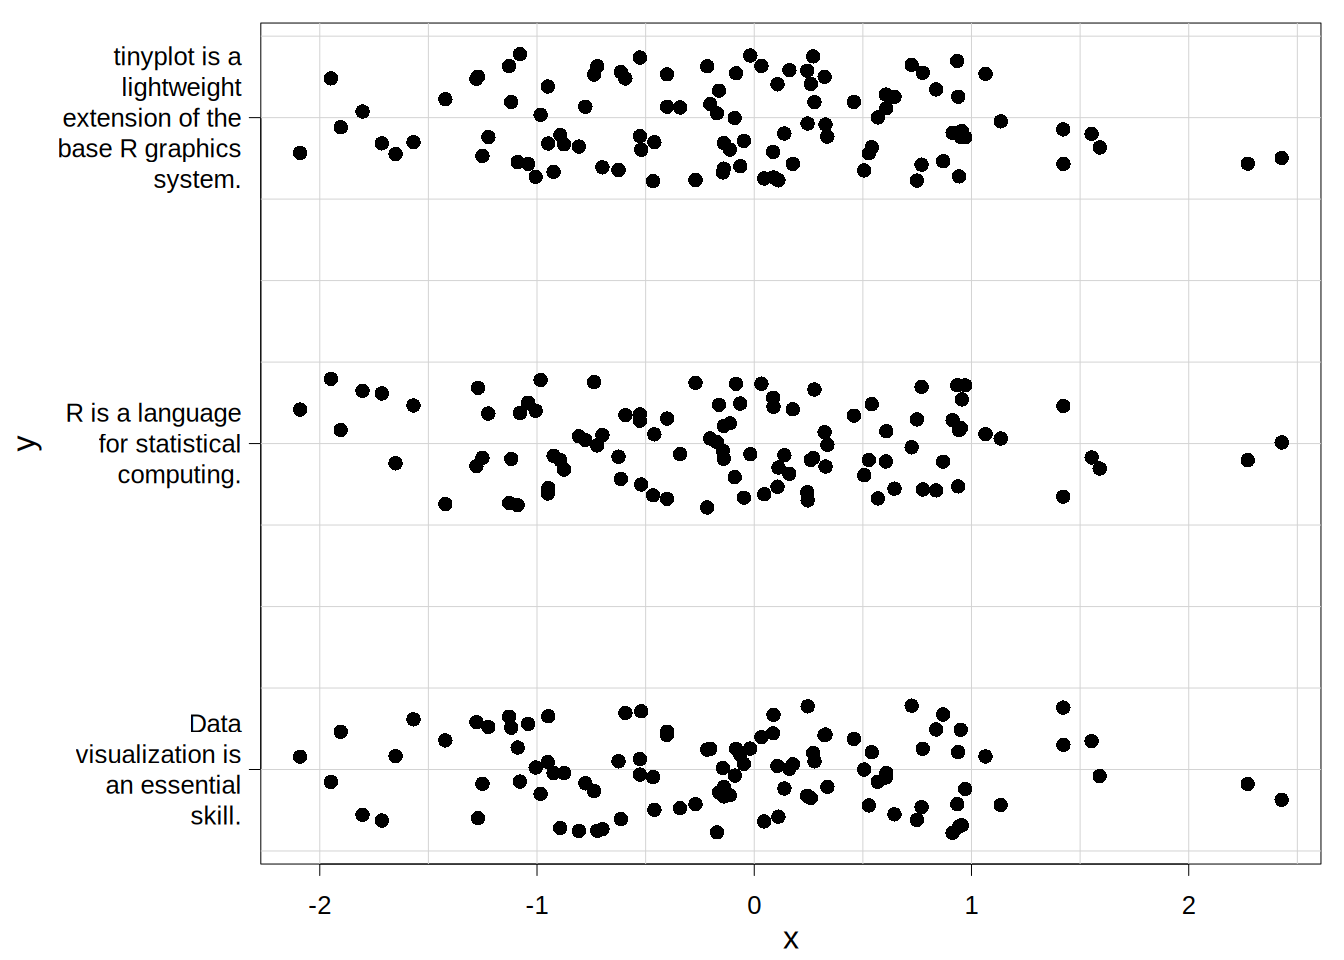 tinyplot is a
lightweight
extension of the
base R graphics
system.
R is a language
for statistical
computing.
Data
visualization is
an essential
skill.
y
-2 -1 0 1 2
x